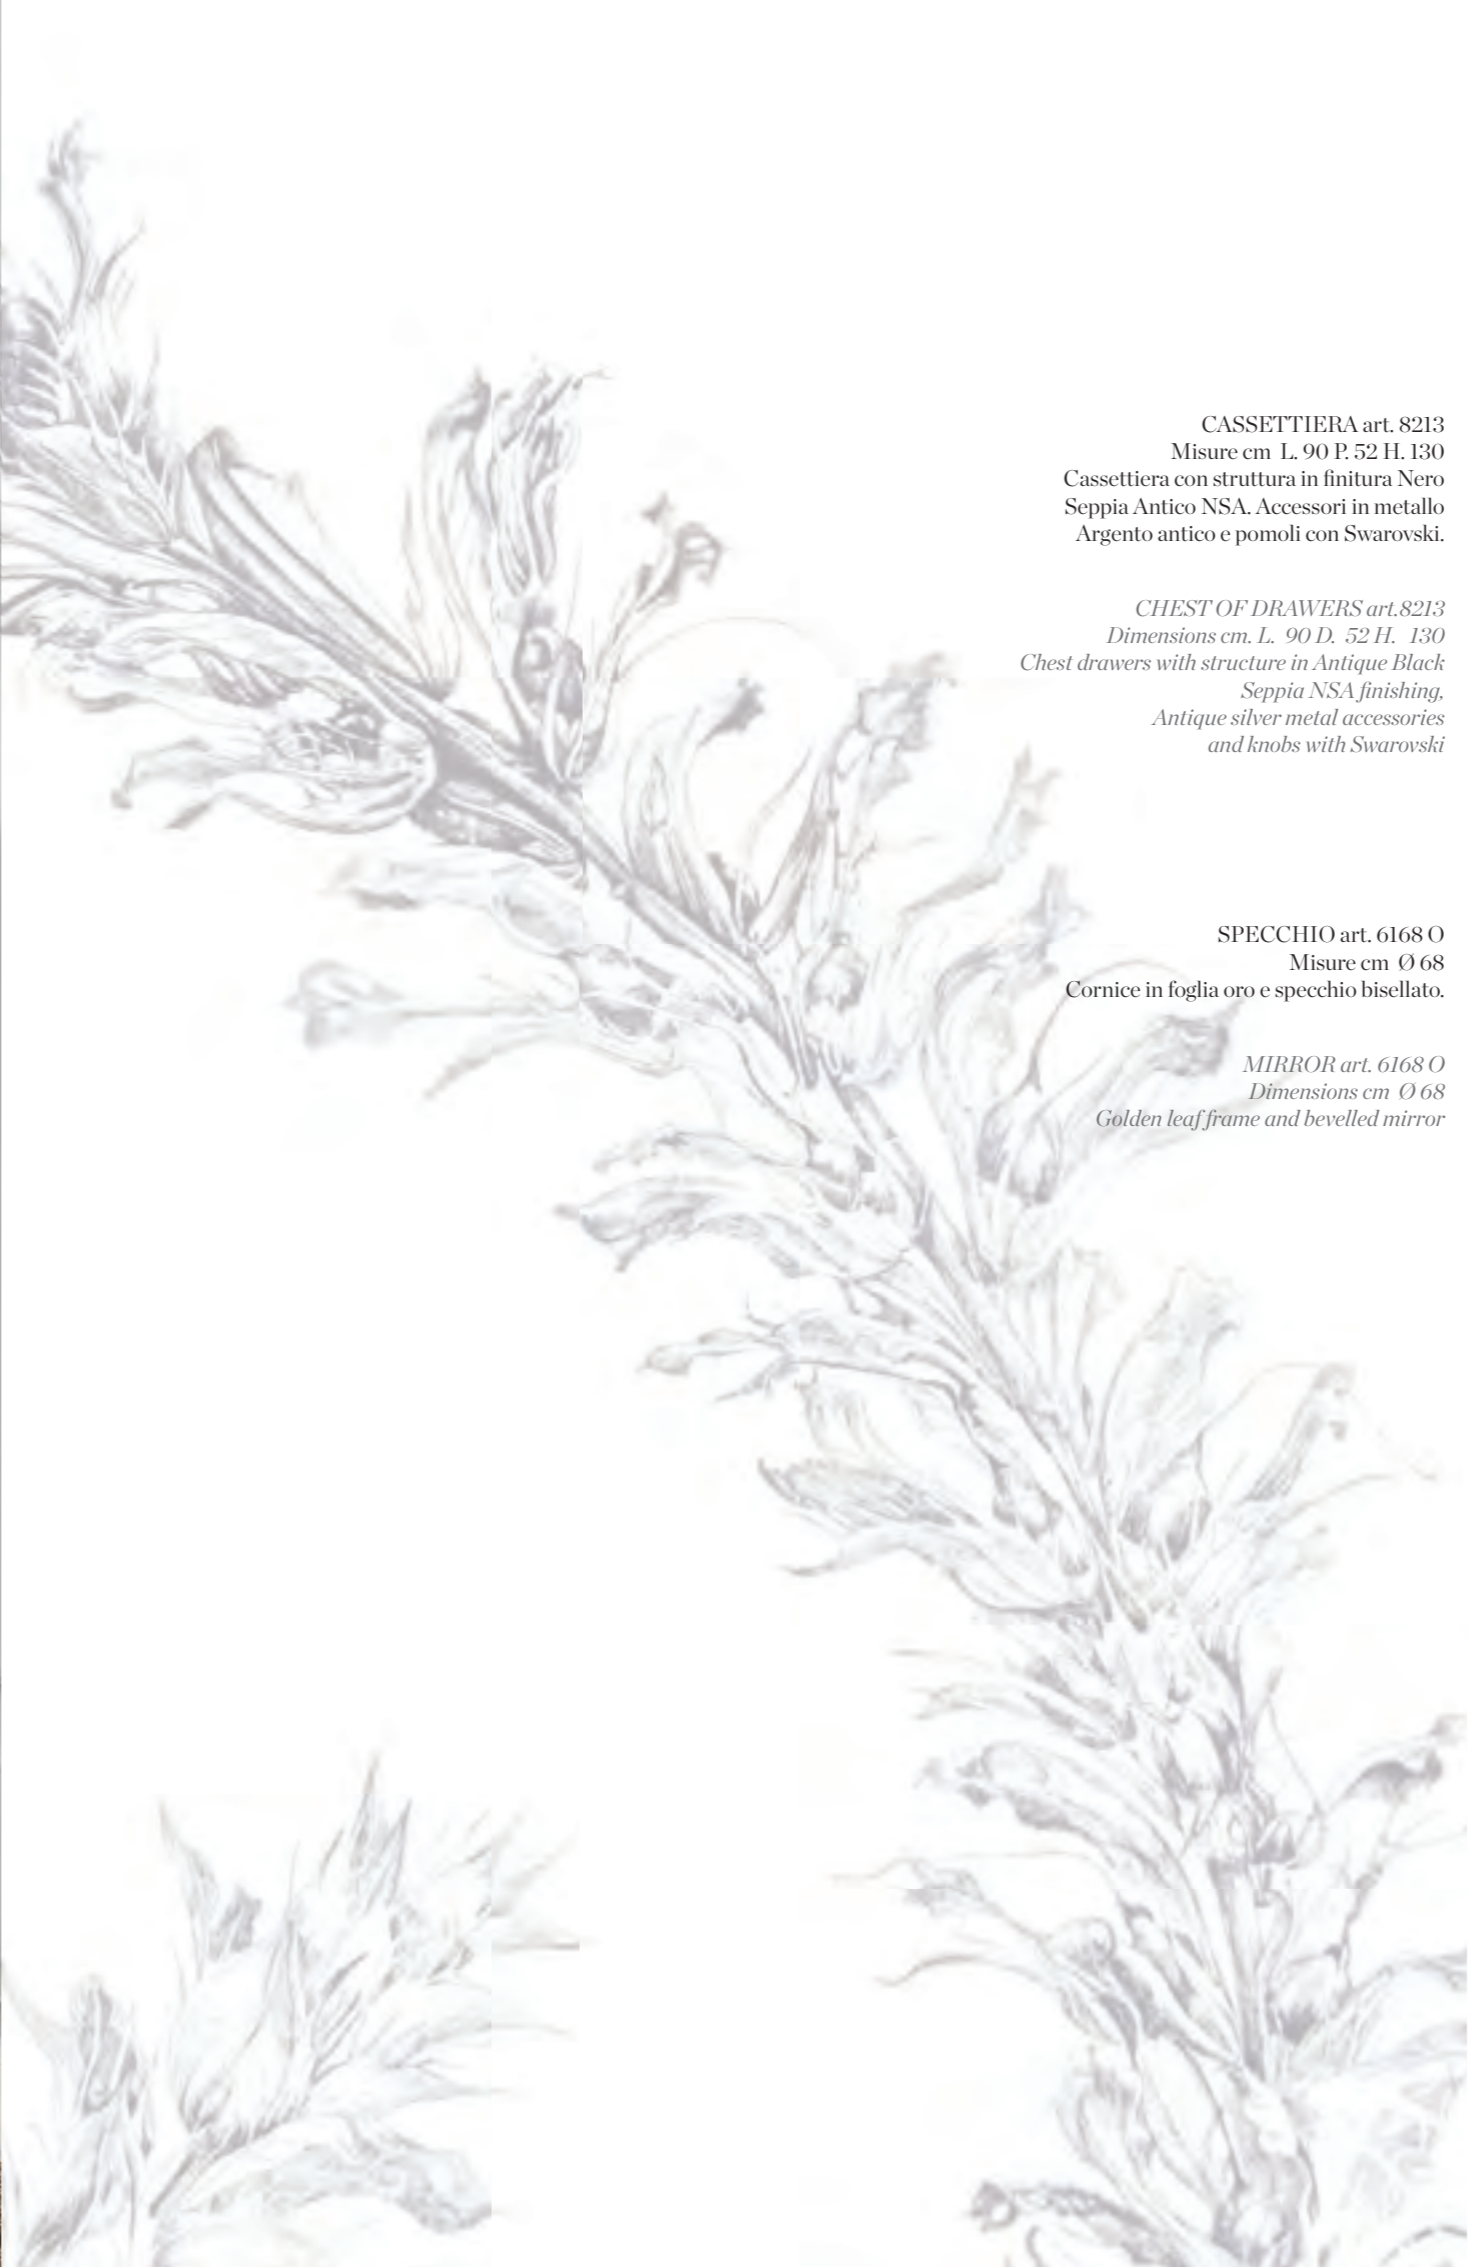 CASSETTIERA art. 8213
Misure cm L. 90 P. 52 H. 130
Cassettiera con struttura in finitura Nero
Seppia Antico NSA. Accessori in metallo
Argento antico e pomoli con Swarovski.
CHEST OF DRAWERS art.8213
Dimensions cm. L. 90 D. 52 H. 130
Chest drawers with structure in Antique Black
Seppia NSA finishing,
Antique silver metal accessories
and knobs with Swarovski
SPECCHIO art. 6168 O
Misure cm Ø 68
Cornice in foglia oro e specchio bisellato.
MIRROR art. 6168 O
Dimensions cm Ø 68
Golden leaf frame and bevelled mirror